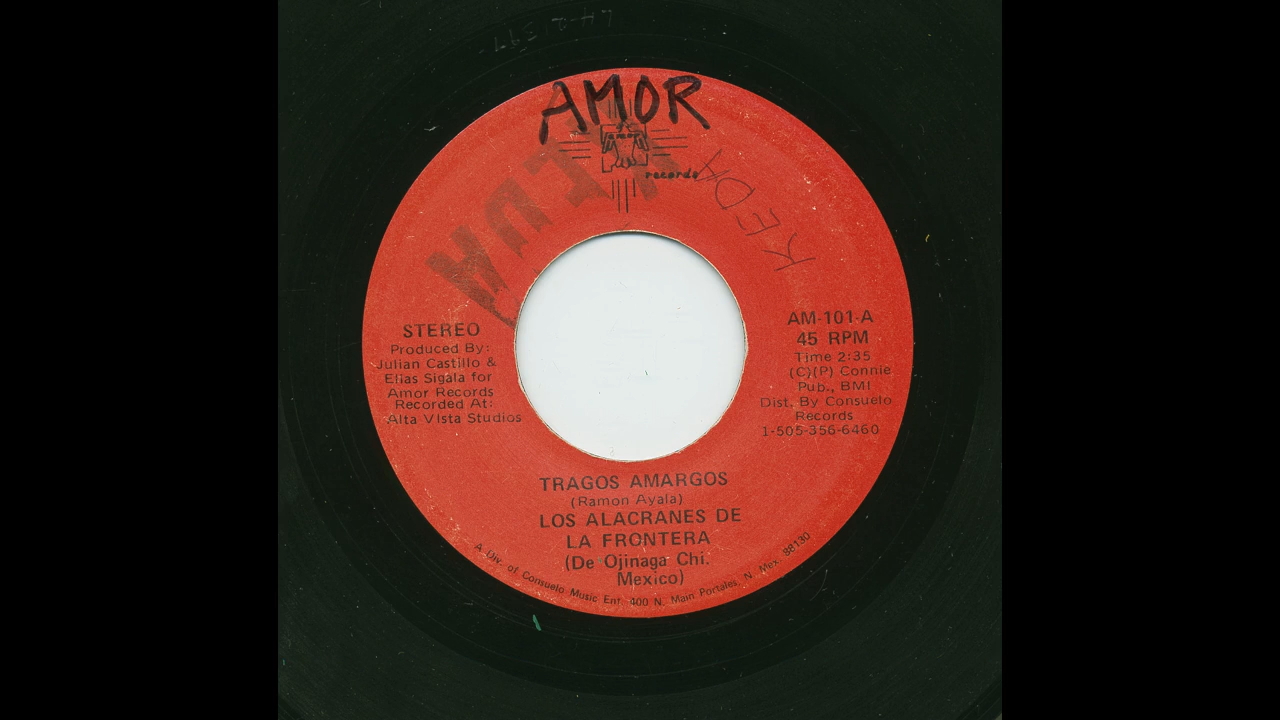 AMOR
AMOR
records
KEDA
KEDA
STEREO
Produced By:
Julian Castillo &
Elias Sigala for
Amor Records
Recorded At:
Alta Vista Studios
AM-101-A
45 RPM
Time 2:35
(C)(P) Connie
Pub., BMI
Dist. By Consuelo
Records
1-505-356-6460
TRAGOS AMARGOS
(Ramon Ayala)
LOS ALACRANES DE
LA FRONTERA
(De Ojinaga Chi.
Mexico)
A Div. of Consuelo Music Ent. 400 N. Main Portales, N. Mex. 88130